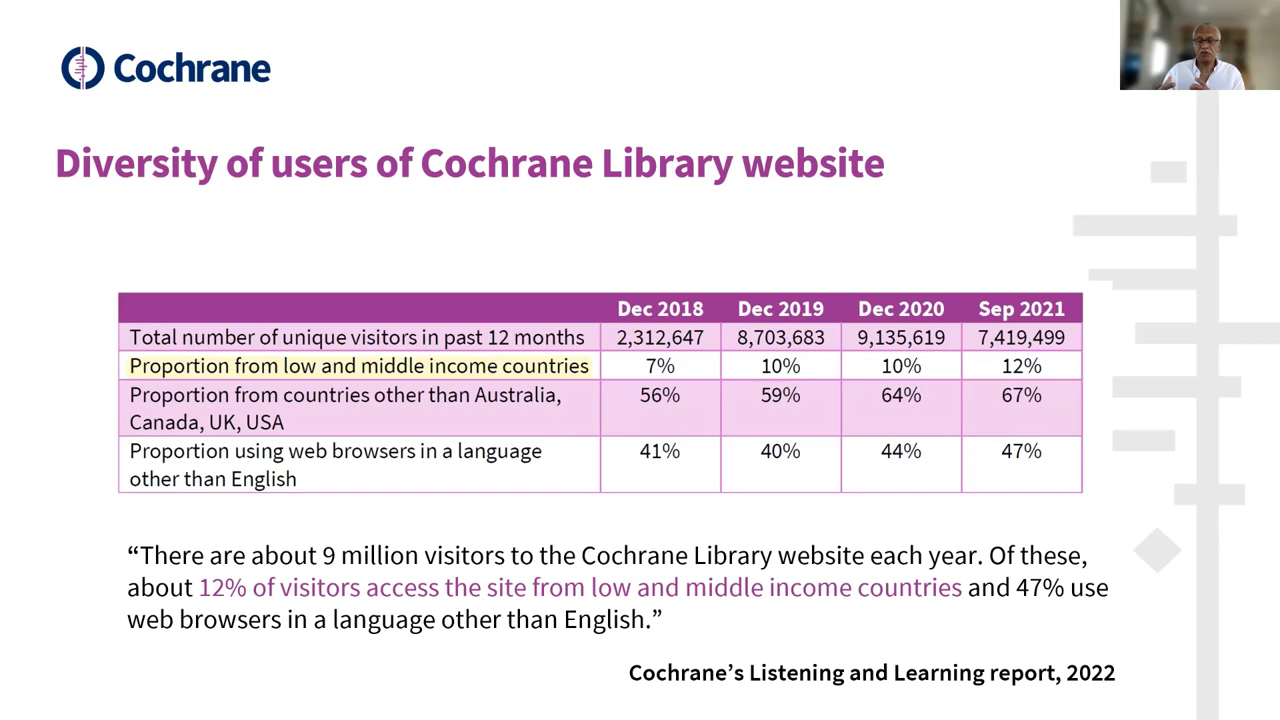 Cochrane
Diversity of users of Cochrane Library website
Dec 2018 Dec 2019 Dec 2020 Sep 2021
Total number of unique visitors in past 12 months 2,312,647 8,703,683 9,135,619 7,419,499
Proportion from low and middle income countries 7% 10% 10% 12%
Proportion from countries other than Australia, 56% 59% 64% 67%
Canada, UK, USA
Proportion using web browsers in a language 41% 40% 44% 47%
other than English
“There are about 9 million visitors to the Cochrane Library website each year. Of these,
about 12% of visitors access the site from low and middle income countries and 47% use
web browsers in a language other than English.”
Cochrane’s Listening and Learning report, 2022